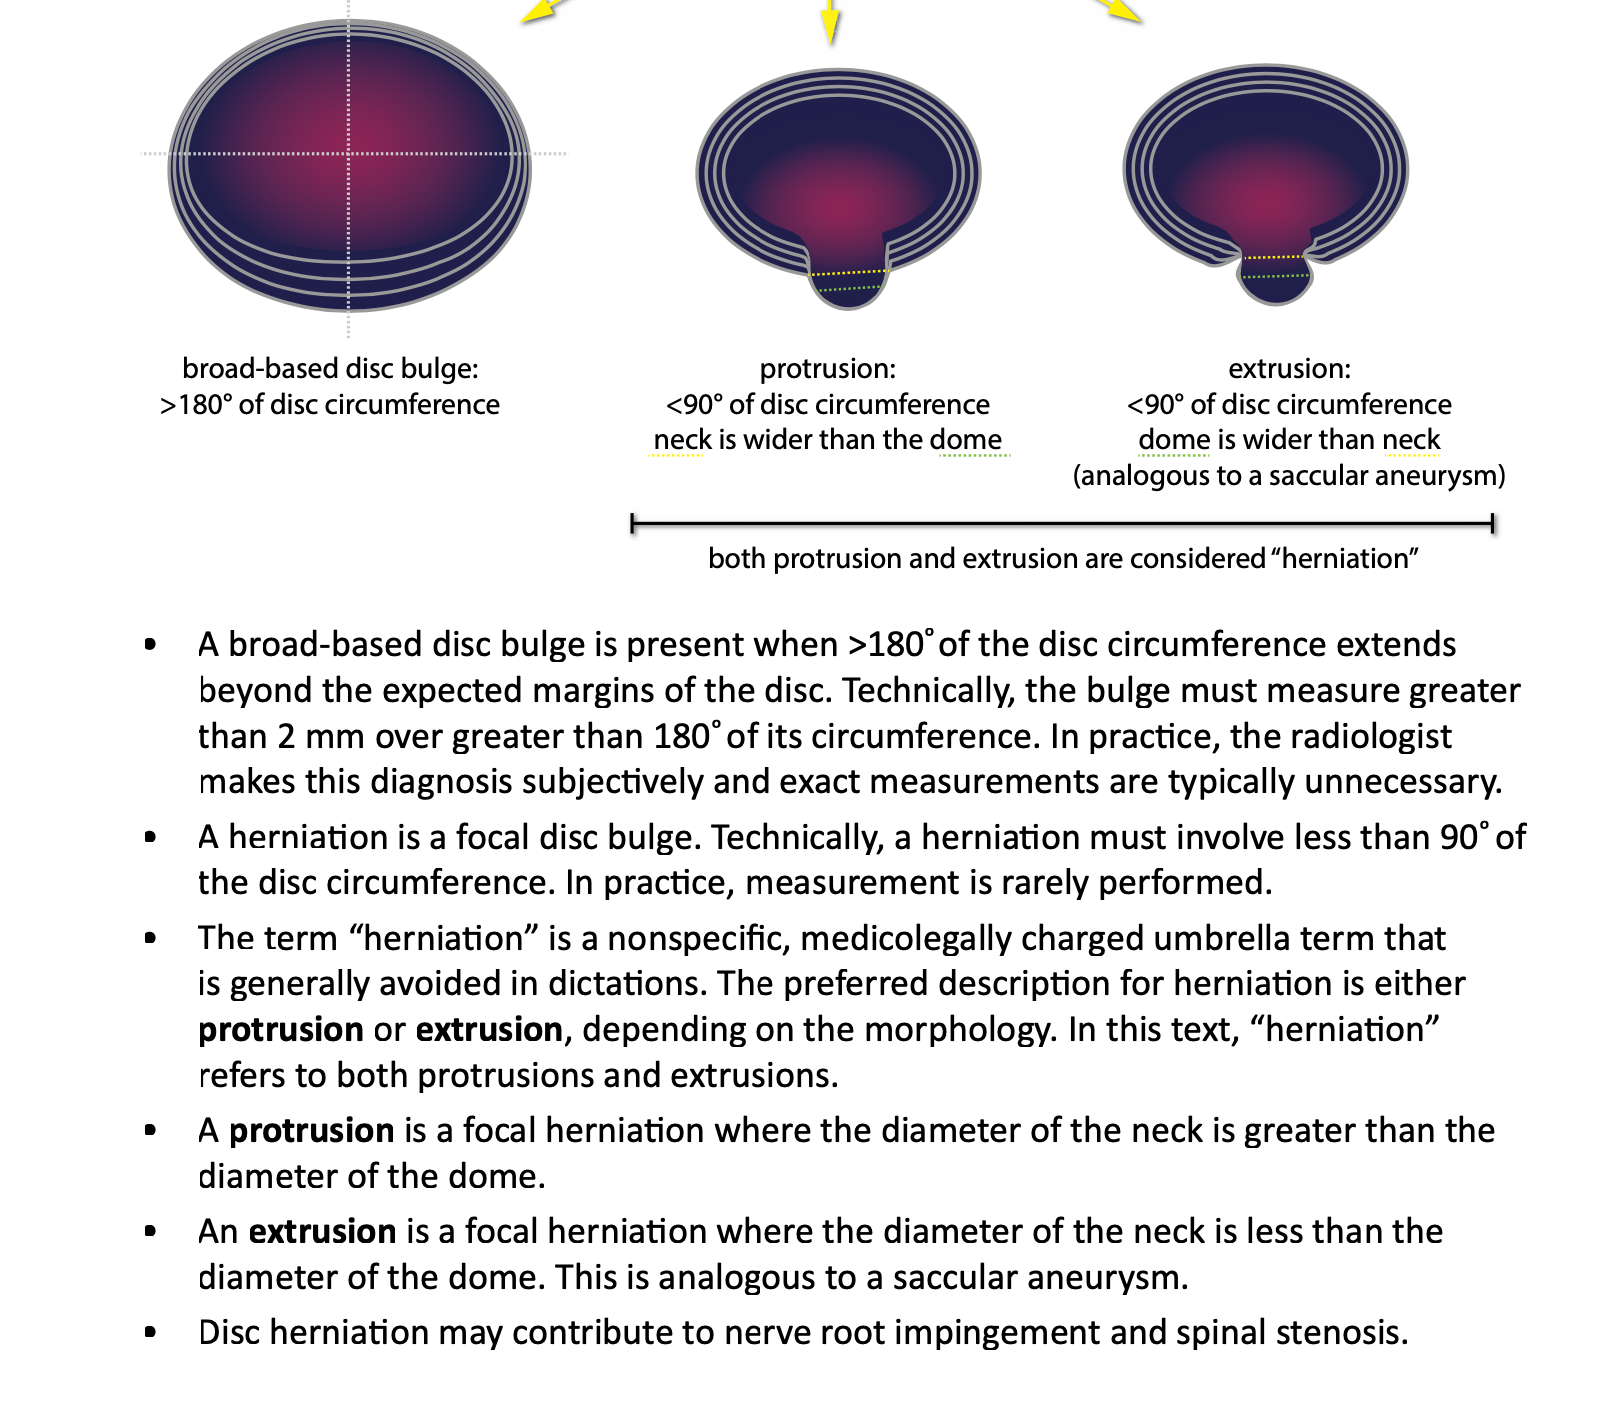 broad-based disc bulge:
>180° of disc circumference
protrusion:
<90° of disc circumference
neck is wider than the dome
extrusion:
<90° of disc circumference
dome is wider than neck
(analogous to a saccular aneurysm)
both protrusion and extrusion are considered “herniation”
• A broad-based disc bulge is present when >180° of the disc circumference extends
beyond the expected margins of the disc. Technically, the bulge must measure greater
than 2 mm over greater than 180° of its circumference. In practice, the radiologist
makes this diagnosis subjectively and exact measurements are typically unnecessary.
• A herniation is a focal disc bulge. Technically, a herniation must involve less than 90° of
the disc circumference. In practice, measurement is rarely performed.
• The term “herniation” is a nonspecific, medicolegally charged umbrella term that
is generally avoided in dictations. The preferred description for herniation is either
protrusion or extrusion, depending on the morphology. In this text, “herniation”
refers to both protrusions and extrusions.
• A protrusion is a focal herniation where the diameter of the neck is greater than the
diameter of the dome.
• An extrusion is a focal herniation where the diameter of the neck is less than the
diameter of the dome. This is analogous to a saccular aneurysm.
• Disc herniation may contribute to nerve root impingement and spinal stenosis.